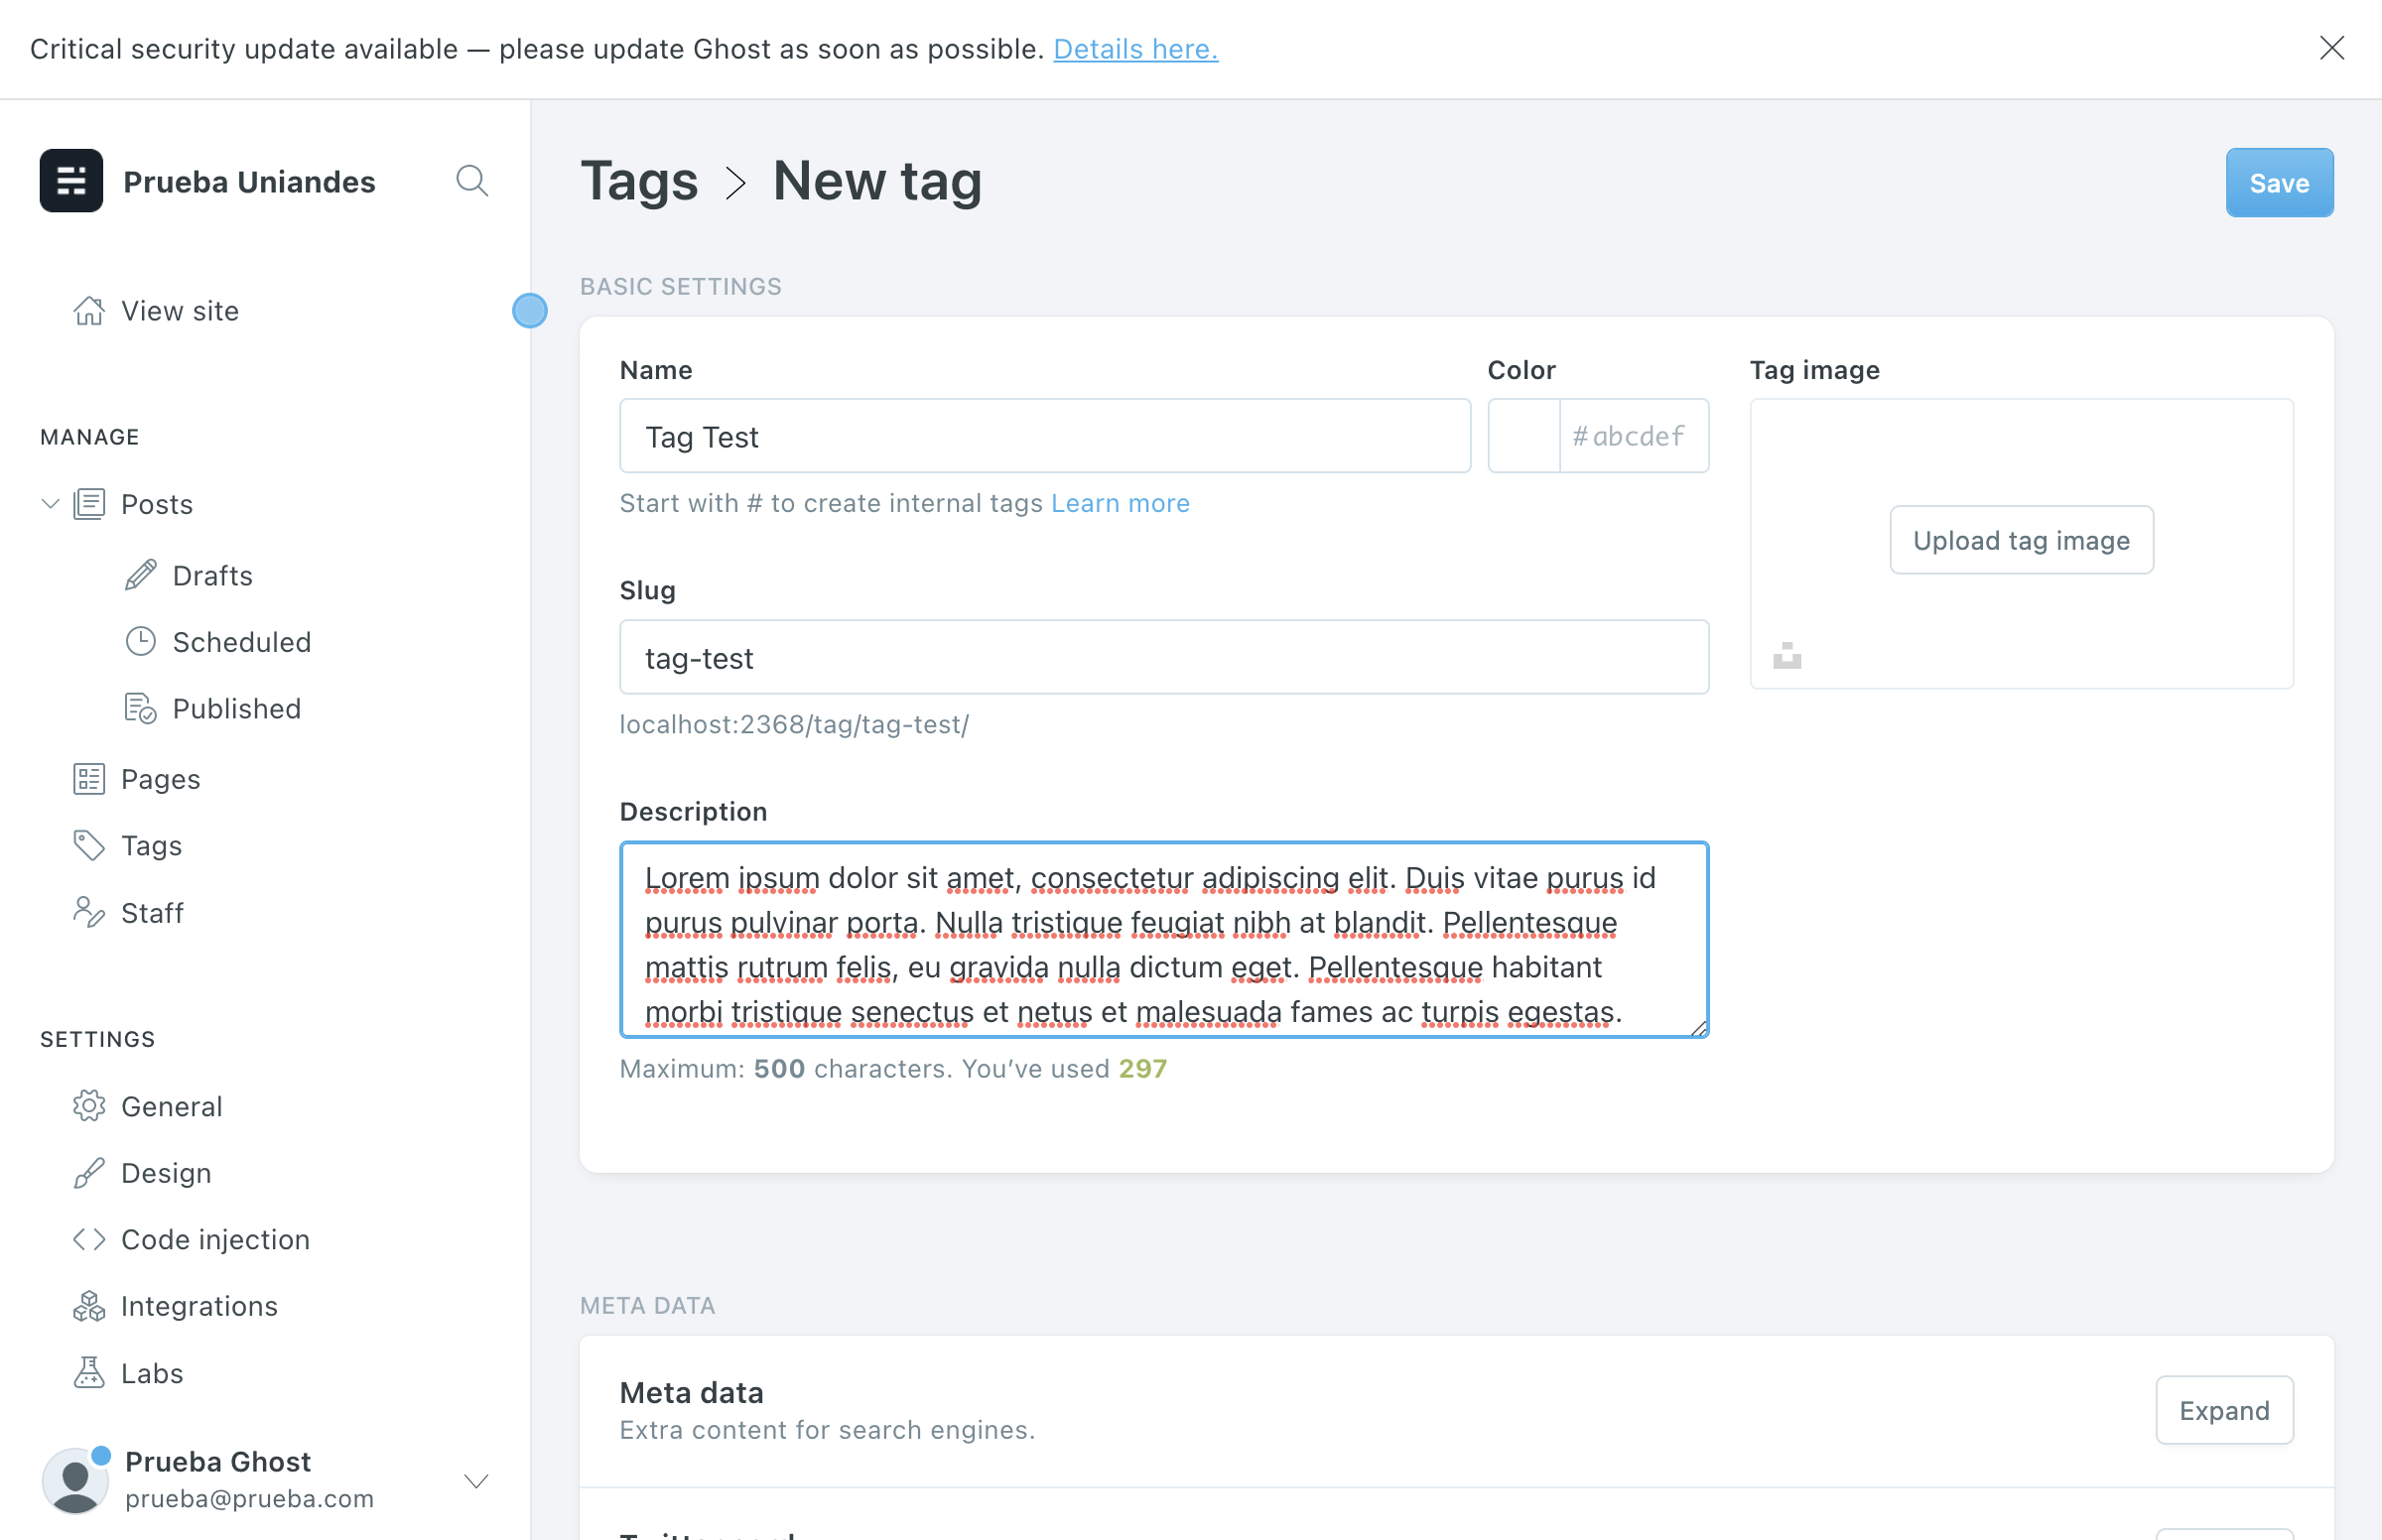 Critical security update available — please update Ghost as soon as possible. Details here.
Prueba Uniandes
View site
MANAGE
Posts
Drafts
Scheduled
Published
Pages
Tags
Staff
SETTINGS
General
Design
Code injection
Integrations
Labs
Prueba Ghost
prueba@prueba.com
Tags > New tag
Save
BASIC SETTINGS
Name
Tag Test
Start with # to create internal tags Learn more
Color
#abcdef
Tag image
Upload tag image
Slug
tag-test
localhost:2368/tag/tag-test/
Description
Lorem ipsum dolor sit amet, consectetur adipiscing elit. Duis vitae purus id
purus pulvinar porta. Nulla tristique feugiat nibh at blandit. Pellentesque
mattis rutrum felis, eu gravida nulla dictum eget. Pellentesque habitant
morbi tristique senectus et netus et malesuada fames ac turpis egestas.
Maximum: 500 characters. You’ve used 297
META DATA
Meta data
Extra content for search engines.
Expand